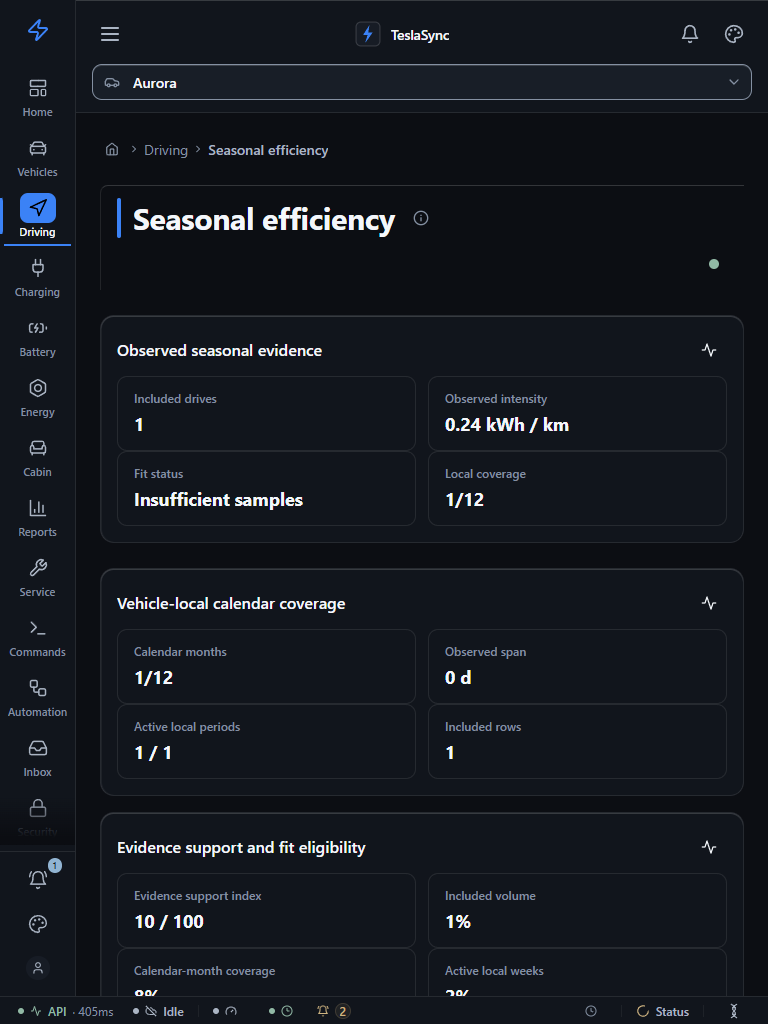 TeslaSync
Aurora
Home
Vehicles
Driving
Charging
Battery
Energy
Cabin
Reports
Service
Commands
Automation
Inbox
Security
1
Driving
Seasonal efficiency
Seasonal efficiency
Observed seasonal evidence
Included drives
1
Observed intensity
0.24 kWh / km
Fit status
Insufficient samples
Local coverage
1/12
Vehicle-local calendar coverage
Calendar months
1/12
Observed span
0 d
Active local periods
1 / 1
Included rows
1
Evidence support and fit eligibility
Evidence support index
10 / 100
Included volume
1%
Calendar-month coverage
8%
Active local weeks
2%
API · 405ms
Idle
2
Status